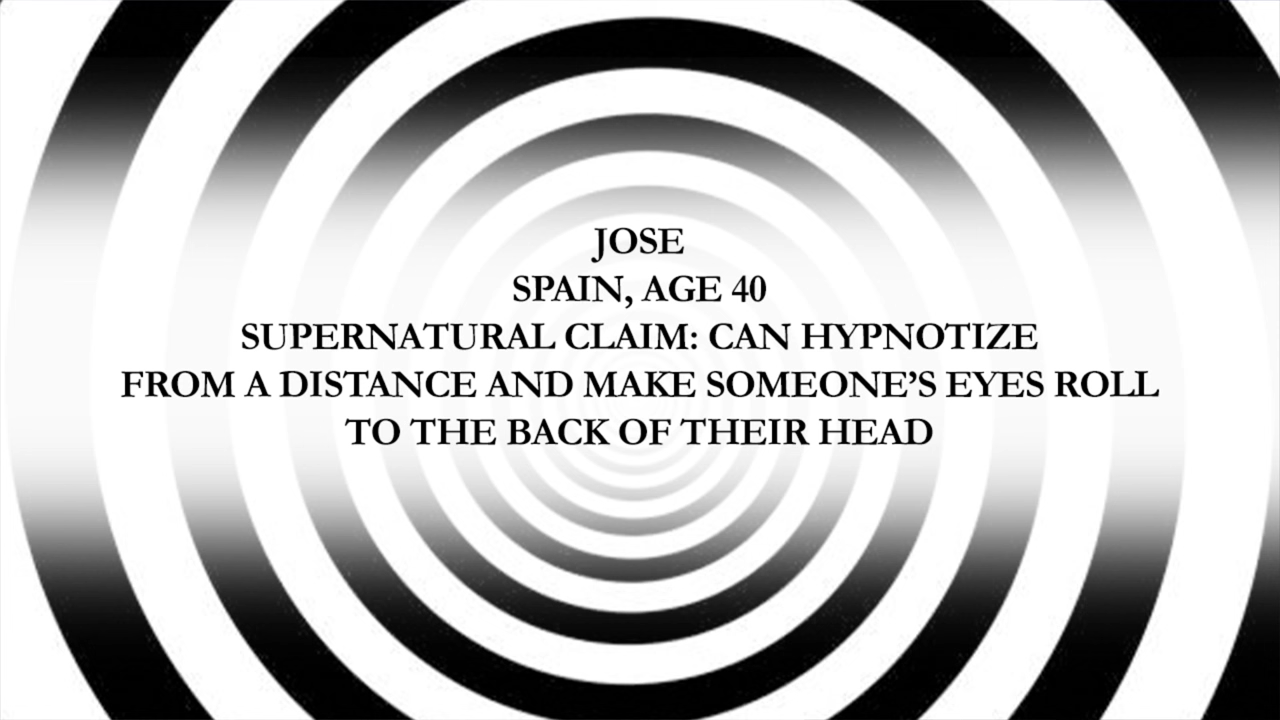 JOSE
SPAIN, AGE 40
SUPERNATURAL CLAIM: CAN HYPNOTIZE
FROM A DISTANCE AND MAKE SOMEONE’S EYES ROLL
TO THE BACK OF THEIR HEAD